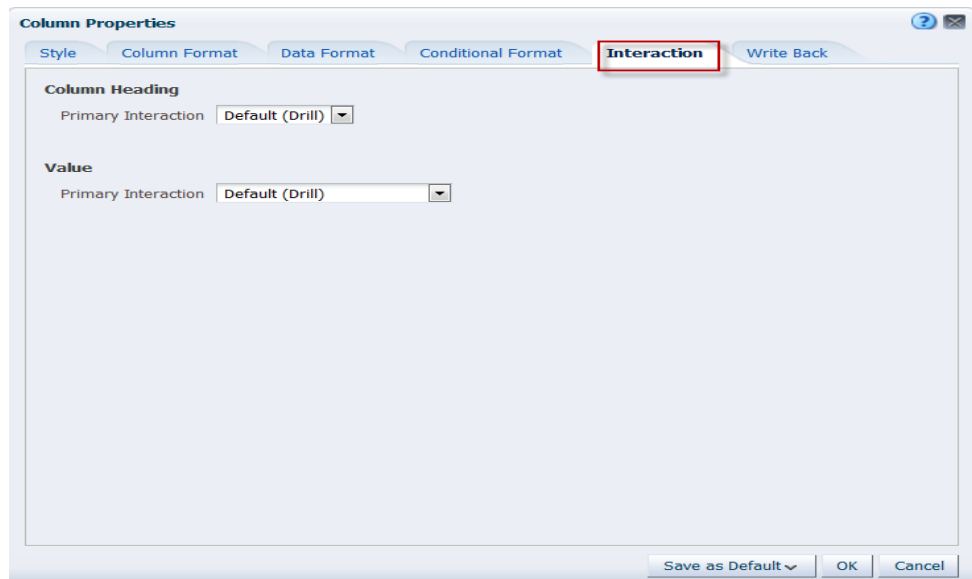 Column Properties
Style Column Format Data Format Conditional Format Interaction Write Back
Column Heading
Primary Interaction Default (Drill)
Value
Primary Interaction Default (Drill)
Save as Default OK Cancel